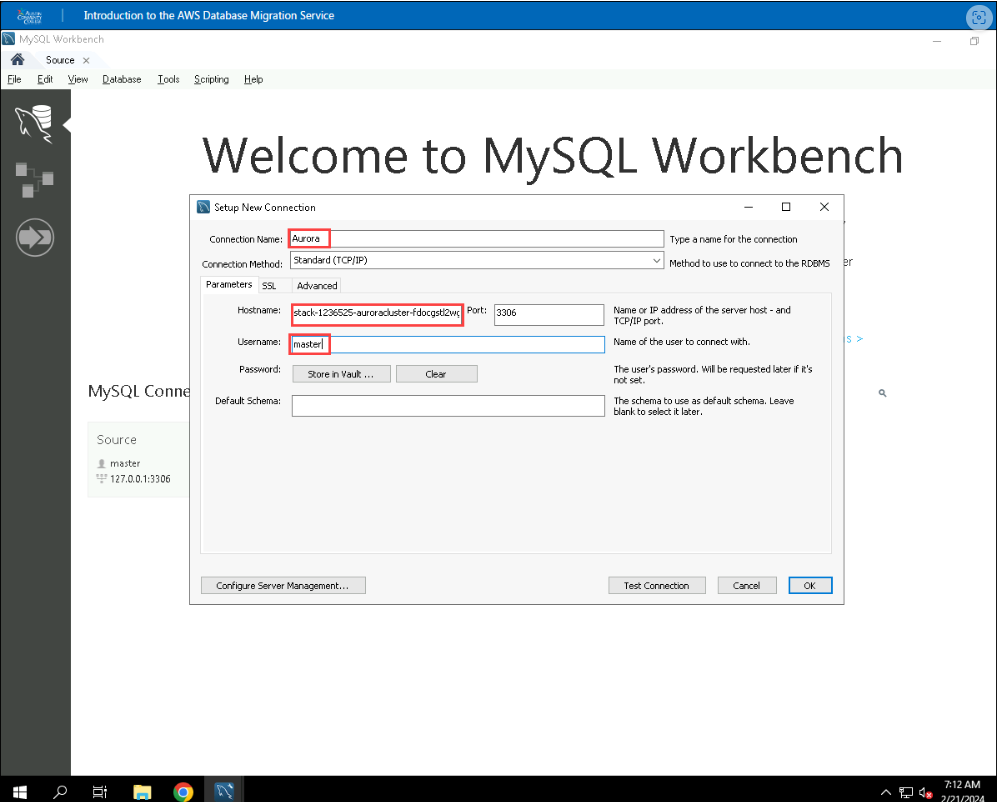 Introduction to the AWS Database Migration Service
MySQL Workbench
Source
File Edit View Database Tools Scripting Help
Welcome to MySQL Workbench
Setup New Connection
Connection Name: Aurora Type a name for the connection
Connection Method: Standard (TCP/IP) Method to use to connect to the RDBMS
er
Parameters SSL Advanced
Hostname: stack-1236525-auroracluster-fdocgstl2wg Port: 3306 Name or IP address of the server host - and
TCP/IP port.
Username: master Name of the user to connect with.
s >
Password: Store in Vault ... Clear The user's password. Will be requested later if it's
not set.
MySQL Conne
Default Schema: The schema to use as default schema. Leave
blank to select it later.
Source
master
127.0.0.1:3306
Configure Server Management... Test Connection Cancel OK
7:12 AM
2/21/2024